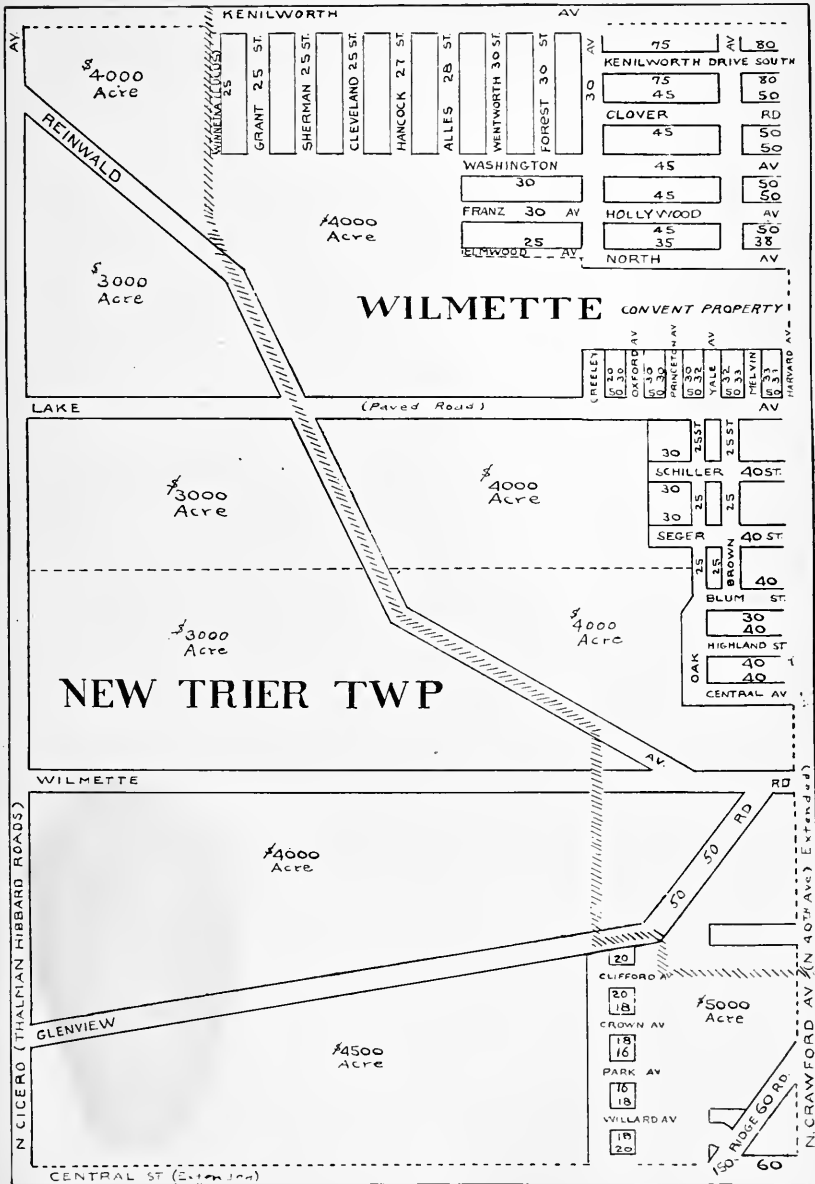 KENILWORTH AV
AV.
$4000
Acre
WINNETKA (LUCUS)
25
GRANT 25 ST.
SHERMAN 25 ST.
CLEVELAND 25 ST.
HANCOCK 27 ST.
ALLES 28 ST.
WENTWORTH 30 ST
FOREST 30 ST
AV
30
75 AV 80
KENILWORTH DRIVE SOUTH
75 80
45 50
CLOVER RD
45 50
50
WASHINGTON 45 AV
30 45 50
50
FRANZ 30 AV HOLLYWOOD AV
45 50
25 35 38
ELMWOOD AV NORTH AV
REINWALD
$4000
Acre
$3000
Acre
WILMETTE CONVENT PROPERTY
CREELEY
20 30
50
OXFORD AV
30 30
50
PRINCETON AV
30 32
50
YALE AV
32 33
50
MELVIN
33 37
50
HARVARD AV
LAKE (Paved Road) AV
30 25 ST 25 ST
SCHILLER 40 ST.
$3000
Acre
$4000
Acre
30 25 25
30
SEGER 40 ST.
25 25 BROWN 40
BLUM ST.
$3000
Acre
$4000
Acre
30
40
HIGHLAND ST
OAK
40
40
CENTRAL AV
NEW TRIER TWP
AV.
WILMETTE RD
$4000
Acre
50 50 RD
20
CLIFFORD A
20
18
CROWN AV
$5000
Acre
18
16
PARK AV
GLENVIEW
$4500
Acre
16
18
WILLARD AV
18
20
150- RIDGE 60 RD.
60
CENTRAL ST (Extended)
N CICERO (THALMAN HIBBARD ROADS)
N. CRAWFORD AV (N 40TH Ave) Extended